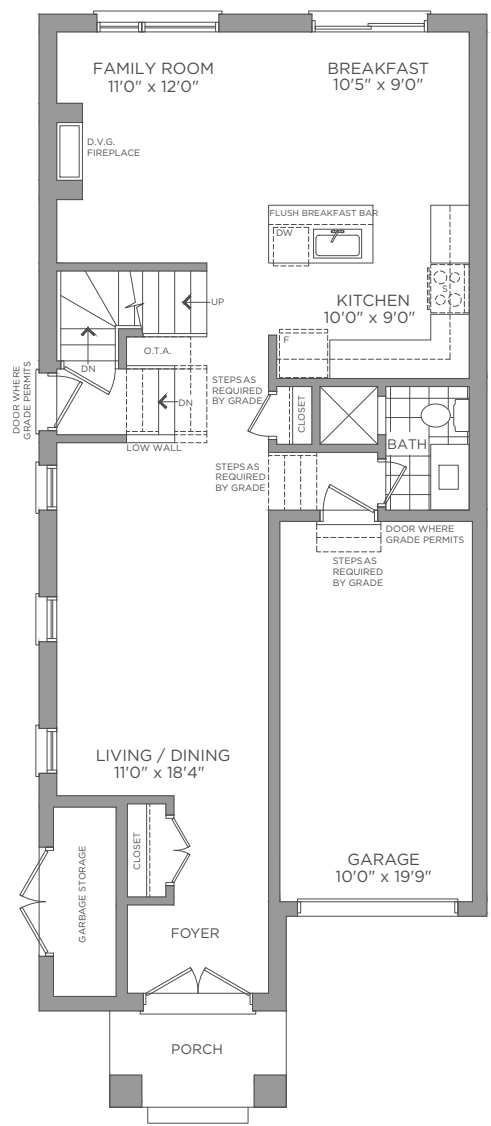 FAMILY ROOM
11'0" x 12'0"
BREAKFAST
10'5" x 9'0"
D.V.G.
FIREPLACE
FLUSH BREAKFAST BAR
DW
S
UP
KITCHEN
10'0" x 9'0"
F
O.T.A.
DN
DOOR WHERE
GRADE PERMITS
STEPS AS
REQUIRED
BY GRADE
DN
CLOSET
BATH
LOW WALL
STEPS AS
REQUIRED
BY GRADE
DOOR WHERE
GRADE PERMITS
STEPS AS
REQUIRED
BY GRADE
LIVING / DINING
11'0" x 18'4"
GARAGE
10'0" x 19'9"
CLOSET
GARBAGE STORAGE
FOYER
PORCH